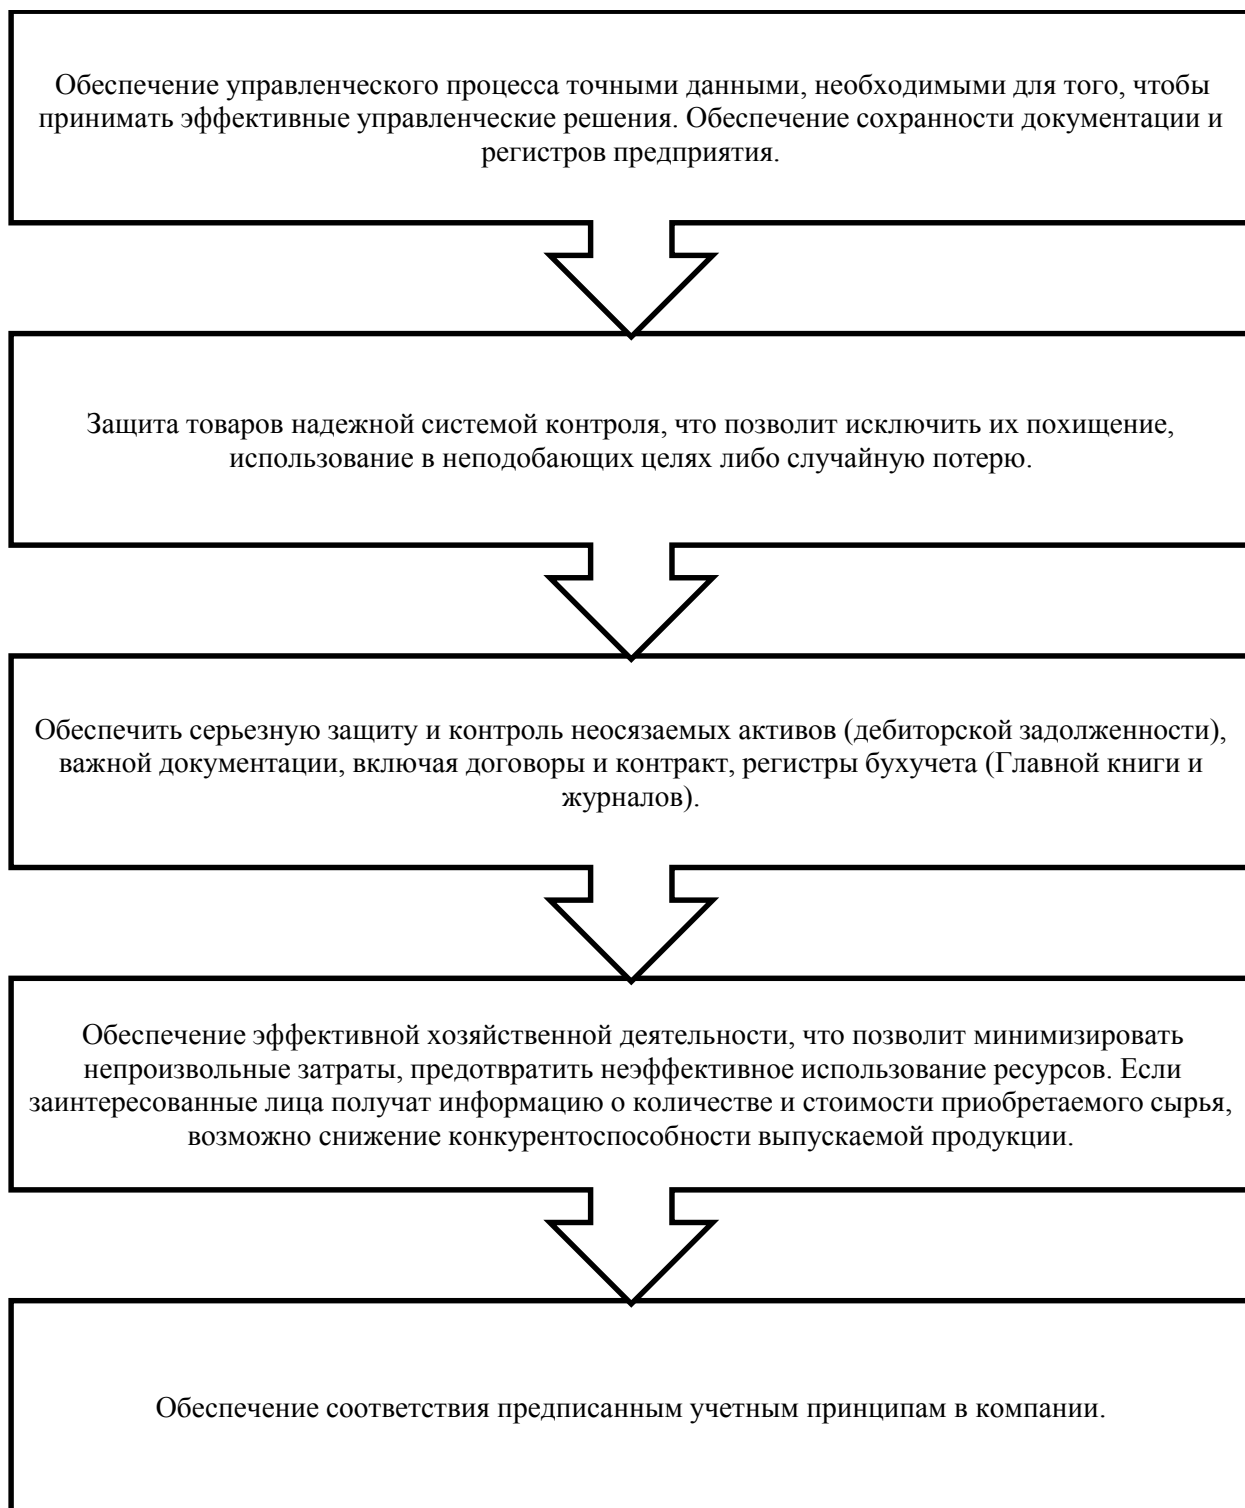 Обеспечение управленческого процесса точными данными, необходимыми для того, чтобы
принимать эффективные управленческие решения. Обеспечение сохранности документации и
регистров предприятия.
Защита товаров надежной системой контроля, что позволит исключить их похищение,
использование в неподобающих целях либо случайную потерю.
Обеспечить серьезную защиту и контроль неосязаемых активов (дебиторской задолженности),
важной документации, включая договоры и контракт, регистры бухучета (Главной книги и
журналов).
Обеспечение эффективной хозяйственной деятельности, что позволит минимизировать
непроизвольные затраты, предотвратить неэффективное использование ресурсов. Если
заинтересованные лица получат информацию о количестве и стоимости приобретаемого сырья,
возможно снижение конкурентоспособности выпускаемой продукции.
Обеспечение соответствия предписанным учетным принципам в компании.